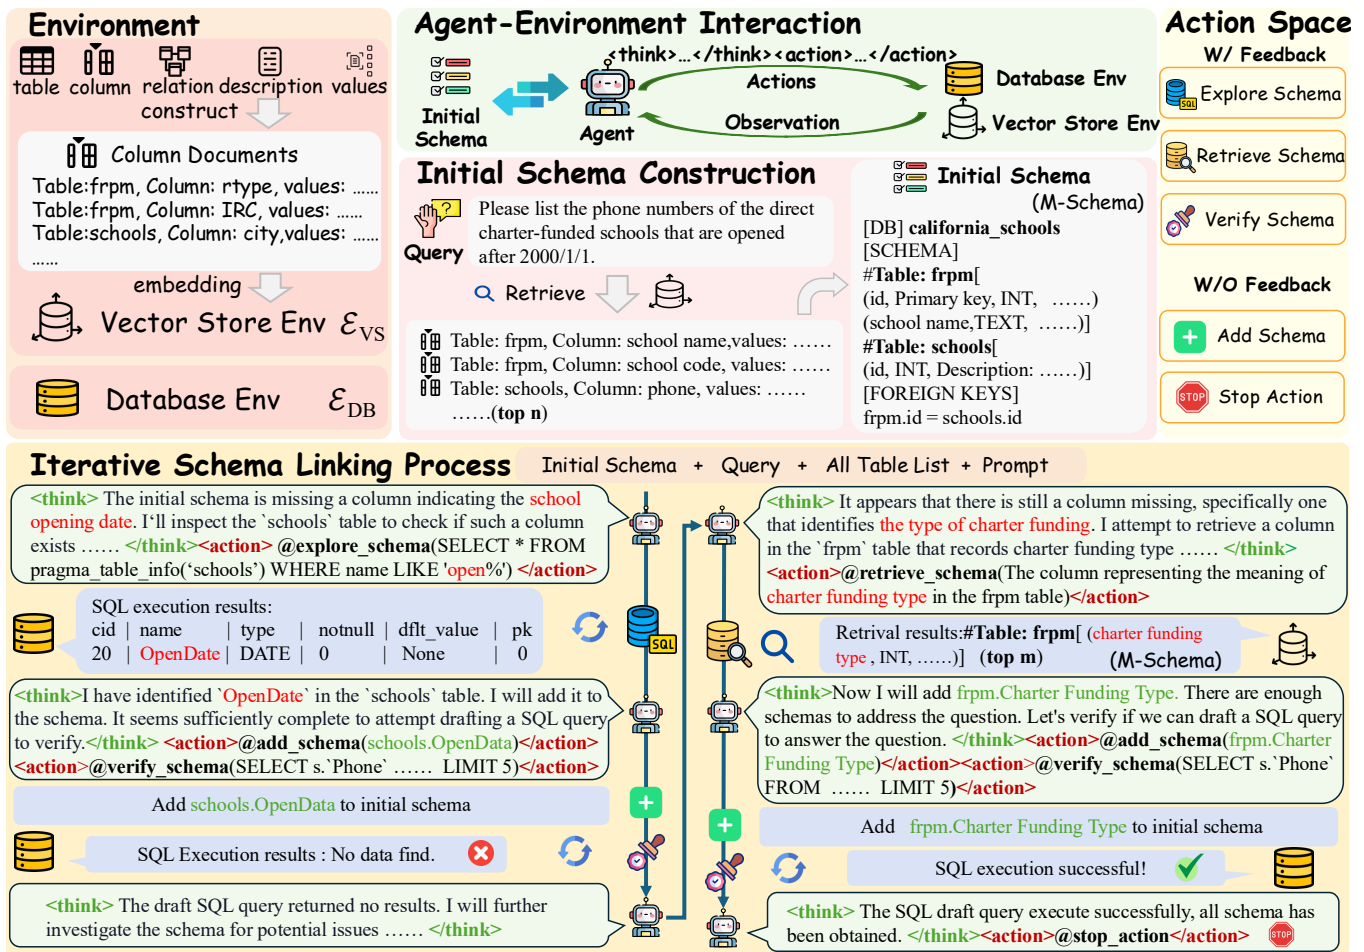 Environment
table column relation description values
construct
Column Documents
Table:frpm, Column: rtype, values: ......
Table:frpm, Column: IRC, values: ......
Table:schools, Column: city,values: ......
......
embedding
Vector Store Env ℰVS
Database Env ℰDB
Agent-Environment Interaction
<think>...</think><action>...</action>
Initial
Schema
Agent
Actions
Observation
Database Env
Vector Store Env
Initial Schema Construction
Query
Please list the phone numbers of the direct
charter-funded schools that are opened
after 2000/1/1.
Retrieve
Table: frpm, Column: school name,values: ......
Table: frpm, Column: school code, values: ......
Table: schools, Column: phone, values: ......
......(top n)
Initial Schema
(M-Schema)
[DB] california_schools
[SCHEMA]
#Table: frpm[
(id, Primary key, INT, ......)
(school name,TEXT, ......)]
#Table: schools[
(id, INT, Description: ......)]
[FOREIGN KEYS]
frpm.id = schools.id
Action Space
W/ Feedback
SQL
Explore Schema
Retrieve Schema
Verify Schema
W/O Feedback
Add Schema
STOP
Stop Action
Iterative Schema Linking Process
Initial Schema + Query + All Table List + Prompt
<think> The initial schema is missing a column indicating the school
opening date. I‘ll inspect the `schools` table to check if such a column
exists ...... </think><action> @explore_schema(SELECT * FROM
pragma_table_info(‘schools’) WHERE name LIKE 'open%') </action>
SQL execution results:
cid | name | type | notnull | dflt_value | pk
20 | OpenDate | DATE | 0 | None | 0
SQL
<think>I have identified `OpenDate` in the `schools` table. I will add it to
the schema. It seems sufficiently complete to attempt drafting a SQL query
to verify.</think> <action>@add_schema(schools.OpenData)</action>
<action>@verify_schema(SELECT s.`Phone` ...... LIMIT 5)</action>
Add schools.OpenData to initial schema
SQL Execution results : No data find.
<think> The draft SQL query returned no results. I will further
investigate the schema for potential issues ...... </think>
<think> It appears that there is still a column missing, specifically one
that identifies the type of charter funding. I attempt to retrieve a column
in the `frpm` table that records charter funding type ...... </think>
<action>@retrieve_schema(The column representing the meaning of
charter funding type in the frpm table)</action>
Retrival results:#Table: frpm[ (charter funding
type , INT, ......)] (top m) (M-Schema)
<think>Now I will add frpm.Charter Funding Type. There are enough
schemas to address the question. Let's verify if we can draft a SQL query
to answer the question. </think><action>@add_schema(frpm.Charter
Funding Type)</action><action>@verify_schema(SELECT s.`Phone`
FROM ...... LIMIT 5)</action>
Add frpm.Charter Funding Type to initial schema
SQL execution successful!
<think> The SQL draft query execute successfully, all schema has
been obtained. </think><action>@stop_action</action> STOP